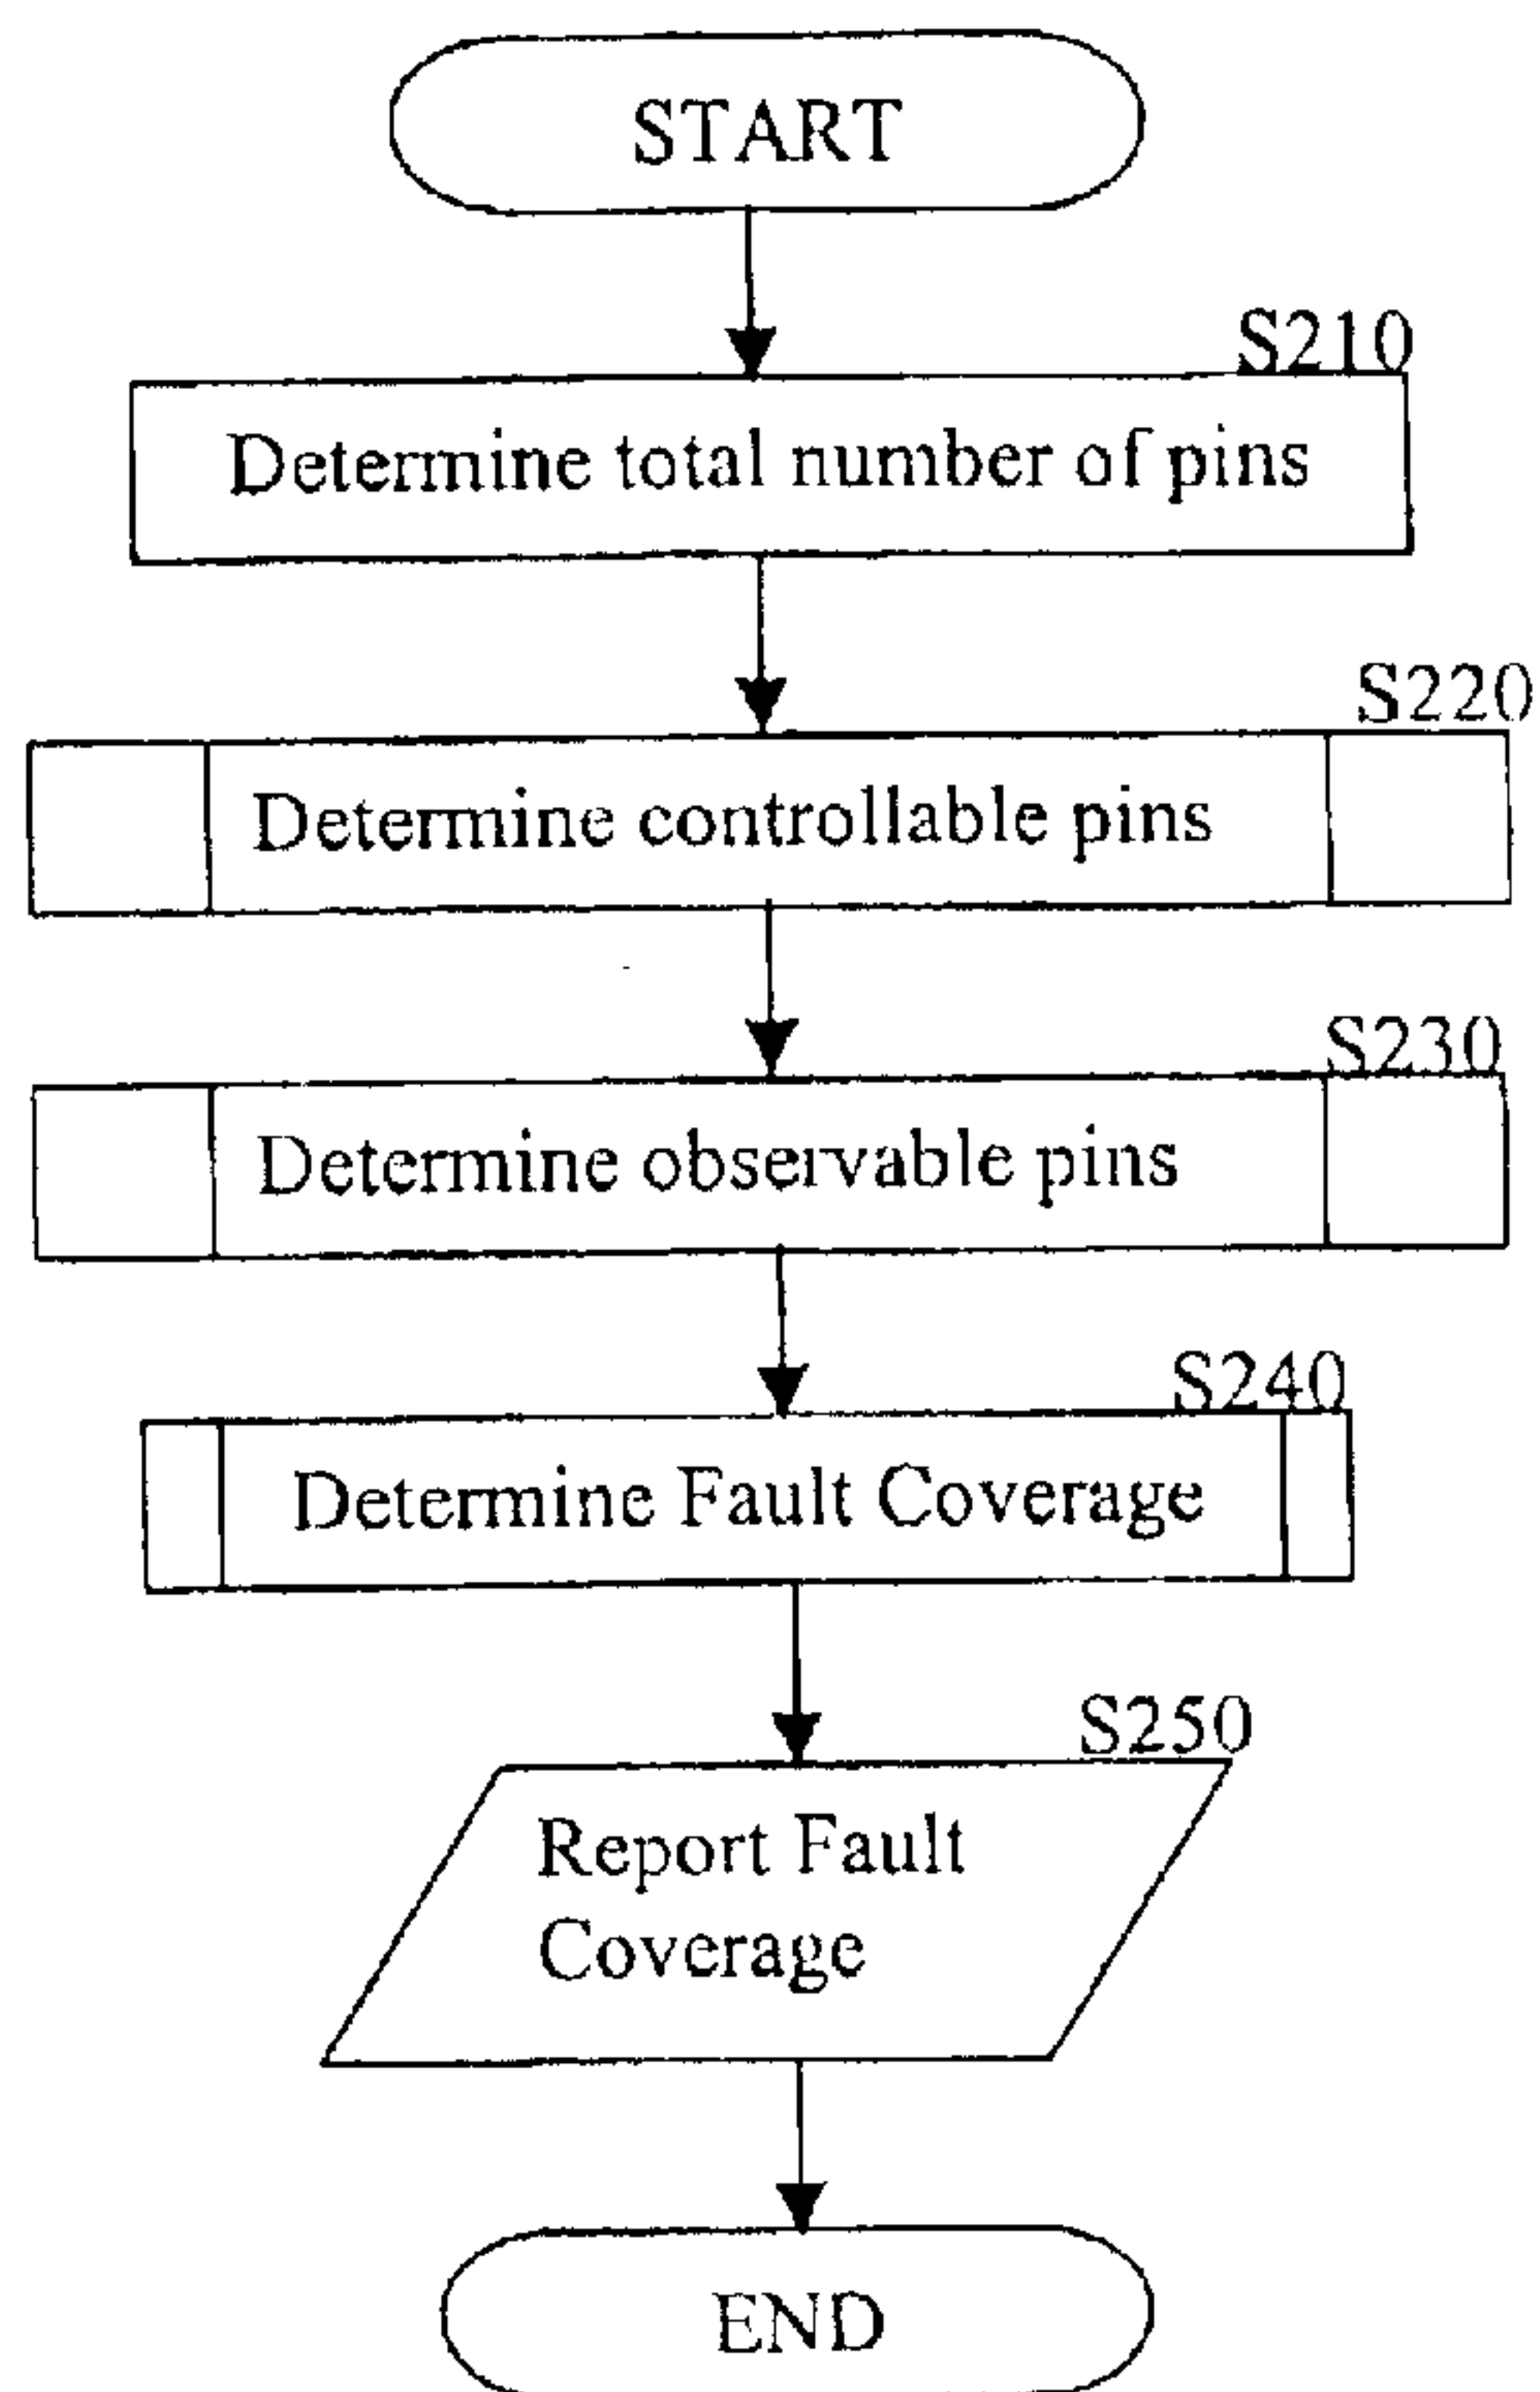 START
S210
Determine total number of pins
S220
Determine controllable pins
S230
Determine observable pins
S240
Determine Fault Coverage
S250
Report Fault
Coverage
END